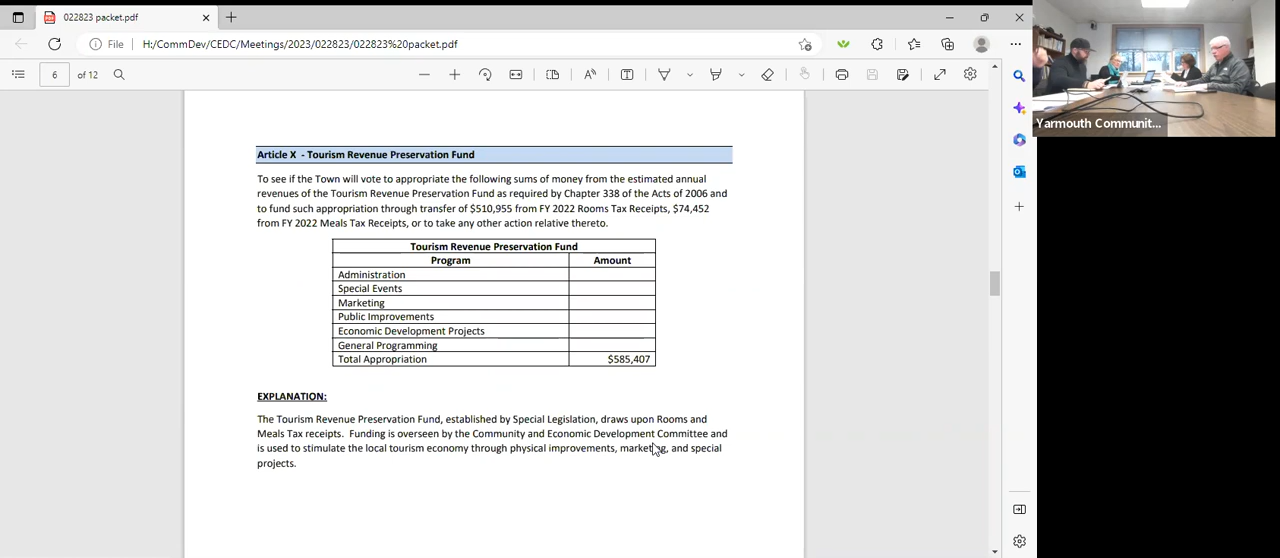 022823 packet.pdf
File
H:/CommDev/CEDC/Meetings/2023/022823/022823%20packet.pdf
6 of 12
Yarmouth Communit...
Article X - Tourism Revenue Preservation Fund
To see if the Town will vote to appropriate the following sums of money from the estimated annual
revenues of the Tourism Revenue Preservation Fund as required by Chapter 338 of the Acts of 2006 and
to fund such appropriation through transfer of $510,955 from FY 2022 Rooms Tax Receipts, $74,452
from FY 2022 Meals Tax Receipts, or to take any other action relative thereto.
Tourism Revenue Preservation Fund
Program Amount
Administration
Special Events
Marketing
Public Improvements
Economic Development Projects
General Programming
Total Appropriation $585,407
EXPLANATION:
The Tourism Revenue Preservation Fund, established by Special Legislation, draws upon Rooms and
Meals Tax receipts. Funding is overseen by the Community and Economic Development Committee and
is used to stimulate the local tourism economy through physical improvements, marketing, and special
projects.